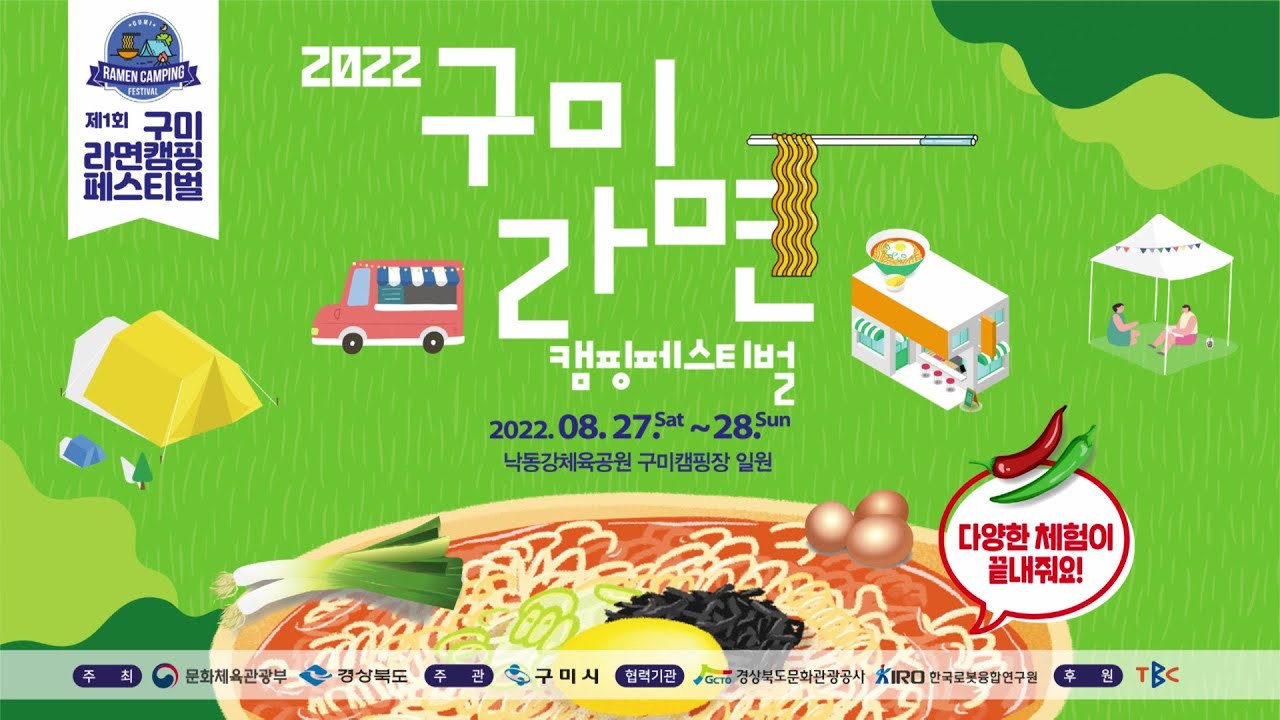 GUMI
RAMEN CAMPING
FESTIVAL
제1회 구미
라면캠핑
페스티벌
2022 구미
라면
캠핑페스티벌
2022. 08. 27.Sat ~28.Sun
낙동강체육공원 구미캠핑장 일원
다양한 체험이
끝내줘요!
주 최 문화체육관광부 경상북도 주 관 구미시 협력기관 GCTO 경상북도문화관광공사 KIRO 한국로봇융합연구원 후 원 TBC